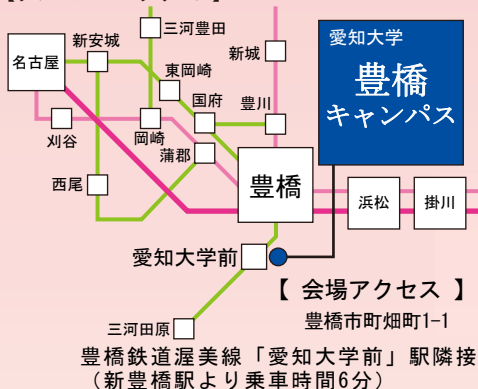 三河豊田
愛知大学
豊橋
キャンパス
新安城
新城
名古屋
東岡崎
国府
豊川
刈谷
岡崎
蒲郡
西尾
豊橋
浜松
掛川
愛知大学前
【 会場アクセス 】
豊橋市町畑町1-1
三河田原
豊橋鉄道渥美線「愛知大学前」駅隣接
（新豊橋駅より乗車時間6分）